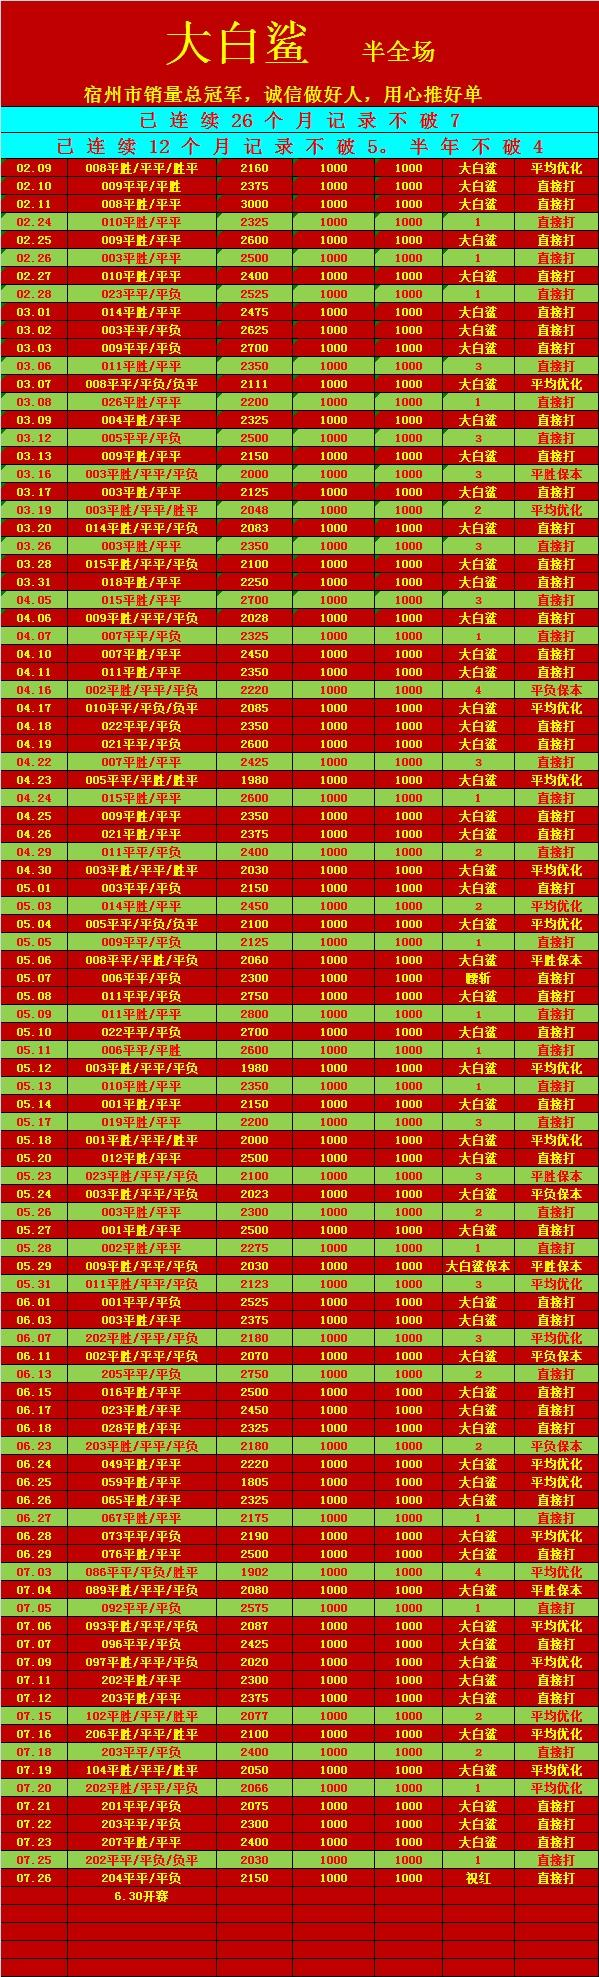 大白鲨 半全场
宿州市销量总冠军，诚信做好人，用心推好单
已 连 续 26 个 月 记 录 不 破 7
已 连 续 12 个 月 记 录 不 破 5。 半 年 不 破 4
02.09 008平胜/平平/胜平 2160 1000 1000 大白鲨 平均优化
02.10 009平平/平胜 2375 1000 1000 大白鲨 直接打
02.11 008平胜/平平 3000 1000 1000 大白鲨 直接打
02.24 010平胜/平平 2325 1000 1000 1 直接打
02.25 009平胜/平平 2600 1000 1000 大白鲨 直接打
02.26 003平胜/平平 2500 1000 1000 1 直接打
02.27 010平胜/平平 2400 1000 1000 大白鲨 直接打
02.28 023平平/平负 2525 1000 1000 1 直接打
03.01 014平胜/平平 2475 1000 1000 大白鲨 直接打
03.02 003平平/平负 2625 1000 1000 大白鲨 直接打
03.03 009平平/平负 2700 1000 1000 大白鲨 直接打
03.06 011平胜/平平 2350 1000 1000 3 直接打
03.07 008平平/平负/负平 2111 1000 1000 大白鲨 平均优化
03.08 026平胜/平平 2200 1000 1000 1 直接打
03.09 004平胜/平平 2325 1000 1000 大白鲨 直接打
03.12 005平平/平负 2500 1000 1000 3 直接打
03.13 009平胜/平平 2150 1000 1000 大白鲨 直接打
03.16 003平胜/平平/平负 2000 1000 1000 3 平胜保本
03.17 003平胜/平平 2125 1000 1000 大白鲨 直接打
03.19 003平胜/平平/胜平 2048 1000 1000 2 平均优化
03.20 014平胜/平平/平负 2083 1000 1000 大白鲨 平均优化
03.26 003平胜/平平 2350 1000 1000 3 直接打
03.28 015平胜/平平/平负 2100 1000 1000 大白鲨 直接打
03.31 018平胜/平平 2250 1000 1000 大白鲨 直接打
04.05 015平胜/平平 2700 1000 1000 3 直接打
04.06 009平胜/平平/平负 2028 1000 1000 大白鲨 平均优化
04.07 007平平/平负 2325 1000 1000 1 直接打
04.10 007平胜/平平 2450 1000 1000 大白鲨 直接打
04.11 011平胜/平平 2350 1000 1000 大白鲨 直接打
04.16 002平胜/平平/平负 2220 1000 1000 4 平负保本
04.17 010平平/平负/负平 2085 1000 1000 大白鲨 平均优化
04.18 022平平/平负 2350 1000 1000 大白鲨 直接打
04.19 021平平/平负 2600 1000 1000 大白鲨 直接打
04.22 007平胜/平平 2425 1000 1000 3 直接打
04.23 005平平/平胜/胜平 1980 1000 1000 大白鲨 平均优化
04.24 015平胜/平平 2600 1000 1000 1 直接打
04.25 009平胜/平平 2350 1000 1000 大白鲨 直接打
04.26 021平胜/平平 2375 1000 1000 大白鲨 直接打
04.29 011平平/平负 2400 1000 1000 2 直接打
04.30 003平胜/平平/胜平 2030 1000 1000 大白鲨 平均优化
05.01 003平平/平负 2150 1000 1000 大白鲨 直接打
05.03 014平胜/平平 2450 1000 1000 2 平均优化
05.04 005平平/平负/负平 2100 1000 1000 大白鲨 平均优化
05.05 009平平/平负 2125 1000 1000 1 直接打
05.06 008平平/平胜/平负 2060 1000 1000 大白鲨 平胜保本
05.07 006平平/平负 2300 1000 1000 腰斩 直接打
05.08 011平平/平负 2750 1000 1000 大白鲨 直接打
05.09 011平胜/平平 2800 1000 1000 1 直接打
05.10 022平平/平负 2700 1000 1000 大白鲨 直接打
05.11 006平平/平胜 2600 1000 1000 1 直接打
05.12 003平胜/平平/平负 1980 1000 1000 大白鲨 平均优化
05.13 010平胜/平平 2350 1000 1000 1 直接打
05.14 001平胜/平平 2150 1000 1000 大白鲨 直接打
05.17 019平胜/平平 2200 1000 1000 3 直接打
05.18 001平胜/平平/胜平 2000 1000 1000 大白鲨 平均优化
05.20 012平胜/平平 2500 1000 1000 大白鲨 直接打
05.23 023平胜/平平/平负 2100 1000 1000 3 平胜保本
05.24 003平胜/平平/平负 2023 1000 1000 大白鲨 平负保本
05.26 003平胜/平平 2300 1000 1000 2 直接打
05.27 001平胜/平平 2500 1000 1000 大白鲨 直接打
05.28 002平胜/平平 2275 1000 1000 1 直接打
05.29 009平胜/平平/平负 2030 1000 1000 大白鲨保本 平胜保本
05.31 011平胜/平平/平负 2123 1000 1000 3 平均优化
06.01 001平平/平负 2525 1000 1000 大白鲨 直接打
06.03 003平胜/平平 2375 1000 1000 大白鲨 直接打
06.07 202平胜/平平/平负 2180 1000 1000 3 平均优化
06.11 002平胜/平平/平负 2070 1000 1000 大白鲨 平负保本
06.13 205平平/平负 2750 1000 1000 2 直接打
06.15 016平胜/平平 2500 1000 1000 大白鲨 直接打
06.17 023平胜/平平 2450 1000 1000 大白鲨 直接打
06.18 028平胜/平平 2325 1000 1000 大白鲨 直接打
06.23 203平胜/平平/平负 2180 1000 1000 2 平负保本
06.24 049平胜/平平 2220 1000 1000 大白鲨 平均优化
06.25 059平胜/平平 1805 1000 1000 大白鲨 平均优化
06.26 065平胜/平平 2325 1000 1000 大白鲨 直接打
06.27 067平胜/平平 2175 1000 1000 1 直接打
06.28 073平平/平负 2190 1000 1000 大白鲨 平均优化
06.29 076平胜/平平 2500 1000 1000 大白鲨 直接打
07.03 086平平/平负/胜平 1902 1000 1000 4 平均优化
07.04 089平胜/平平/平负 2080 1000 1000 大白鲨 平胜保本
07.05 092平平/平负 2575 1000 1000 1 直接打
07.06 093平胜/平平/平负 2087 1000 1000 大白鲨 平均优化
07.07 096平平/平负 2425 1000 1000 大白鲨 直接打
07.09 097平胜/平平/平负 2020 1000 1000 大白鲨 平均优化
07.11 202平胜/平平 2300 1000 1000 大白鲨 直接打
07.12 203平胜/平平 2375 1000 1000 大白鲨 直接打
07.15 102平胜/平平/胜平 2077 1000 1000 2 平均优化
07.16 206平胜/平平/胜平 2100 1000 1000 大白鲨 平均优化
07.18 203平平/平负 2400 1000 1000 2 直接打
07.19 104平胜/平平/胜平 2050 1000 1000 大白鲨 平均优化
07.20 202平胜/平平/平负 2066 1000 1000 1 平均优化
07.21 201平平/平负 2075 1000 1000 大白鲨 直接打
07.22 203平平/平负 2300 1000 1000 大白鲨 直接打
07.23 207平胜/平平 2400 1000 1000 大白鲨 直接打
07.25 202平平/平负/负平 2030 1000 1000 1 直接打
07.26 204平平/平负 2150 1000 1000 祝红 直接打
6.30开赛